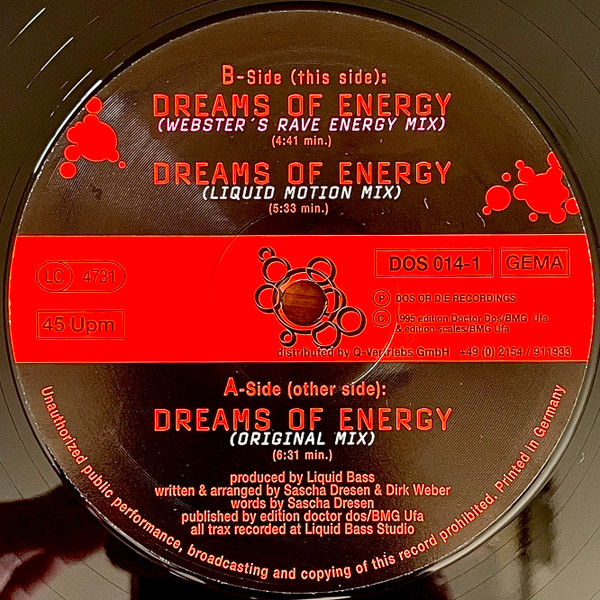 B-Side (this side):
DREAMS OF ENERGY
(WEBSTER´S RAVE ENERGY MIX)
(4:41 min.)
DREAMS OF ENERGY
(LIQUID MOTION MIX)
(5:33 min.)
LC 4731
45 Upm
DOS 014-1 GEMA
P DOS OR DIE RECORDINGS
C 1995 edition Doctor Dos/BMG Ufa
& edition scales/BMG Ufa
distributed by Q-Vertriebs GmbH +49 (0) 2154 / 911933
A-Side (other side):
DREAMS OF ENERGY
(ORIGINAL MIX)
(6:31 min.)
produced by Liquid Bass
written & arranged by Sascha Dresen & Dirk Weber
words by Sascha Dresen
published by edition doctor dos/BMG Ufa
all trax recorded at Liquid Bass Studio
Unauthorized public performance, broadcasting and copying of this record prohibited. Printed In Germany